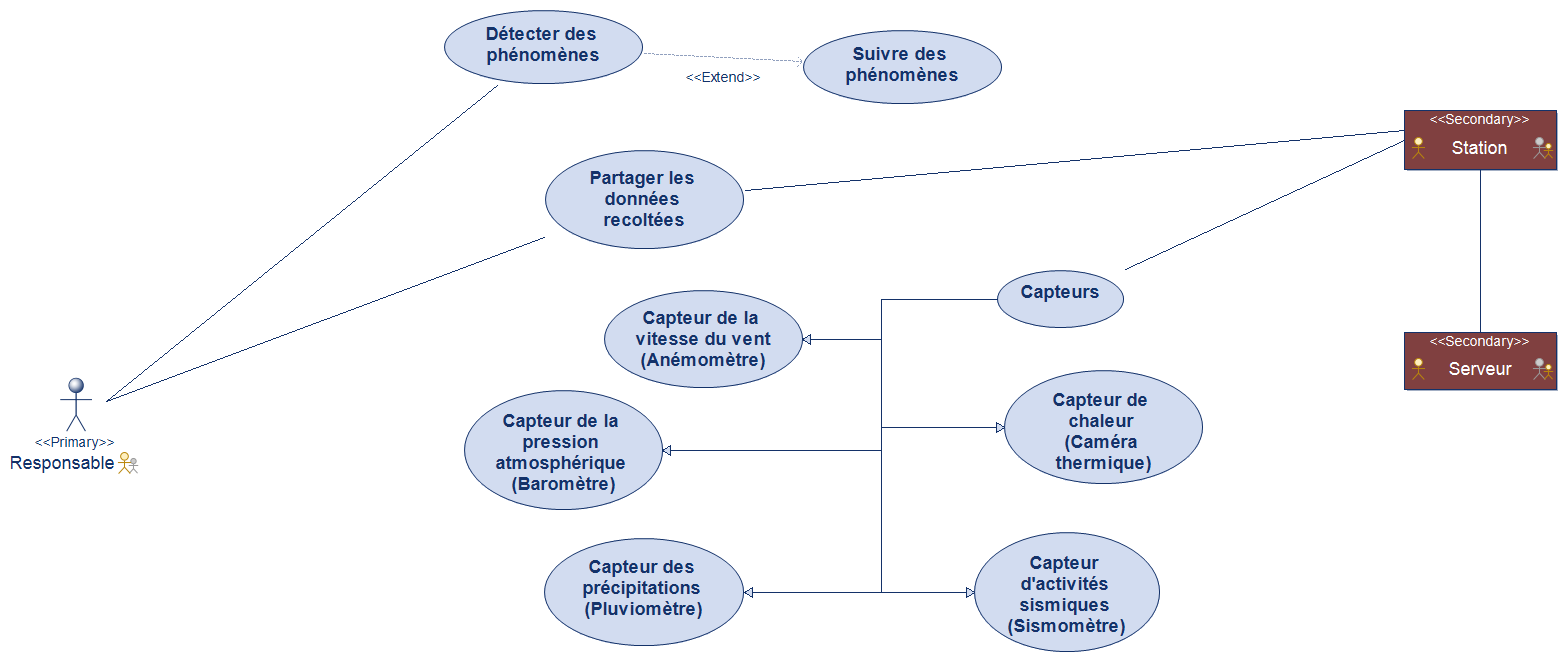 Détecter des
phénomènes
<<Extend>>
Suivre des
phénomènes
<<Secondary>>
Station
Partager les
données
recoltées
Capteurs
Capteur de la
vitesse du vent
(Anémomètre)
<<Secondary>>
Serveur
<<Primary>>
Responsable
Capteur de la
pression
atmosphérique
(Baromètre)
Capteur de
chaleur
(Caméra
thermique)
Capteur des
précipitations
(Pluviomètre)
Capteur
d'activités
sismiques
(Sismomètre)